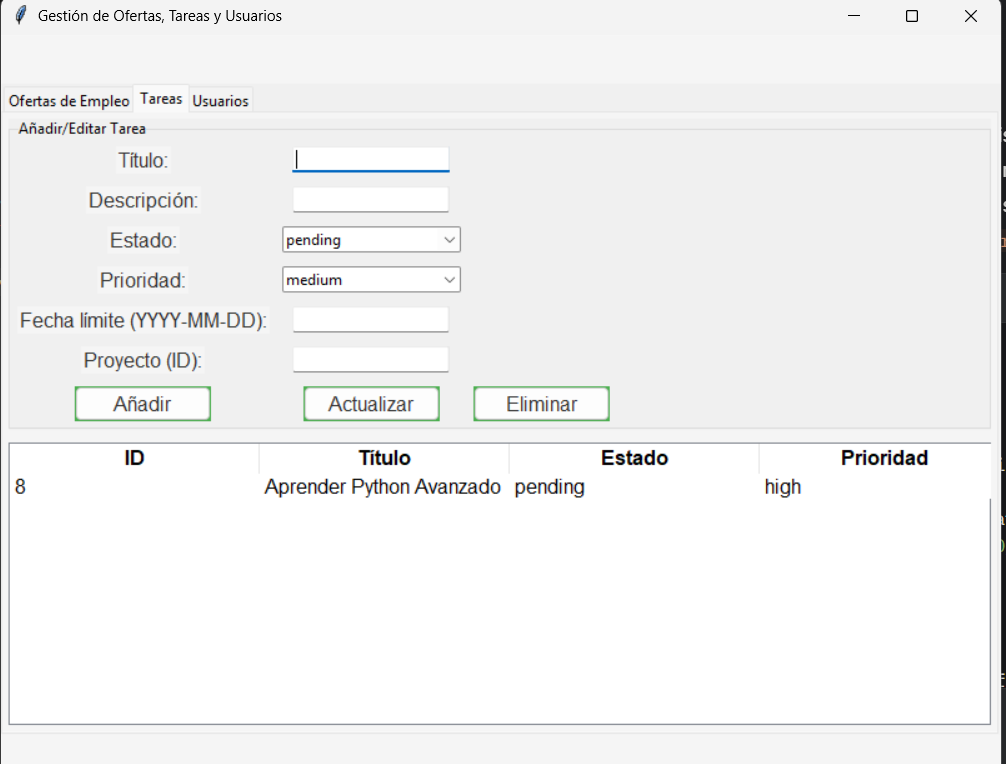 Gestión de Ofertas, Tareas y Usuarios
Ofertas de Empleo Tareas Usuarios
Añadir/Editar Tarea
Título:
Descripción:
Estado: pending
Prioridad: medium
Fecha límite (YYYY-MM-DD):
Proyecto (ID):
Añadir Actualizar Eliminar
ID Título Estado Prioridad
8 Aprender Python Avanzado pending high